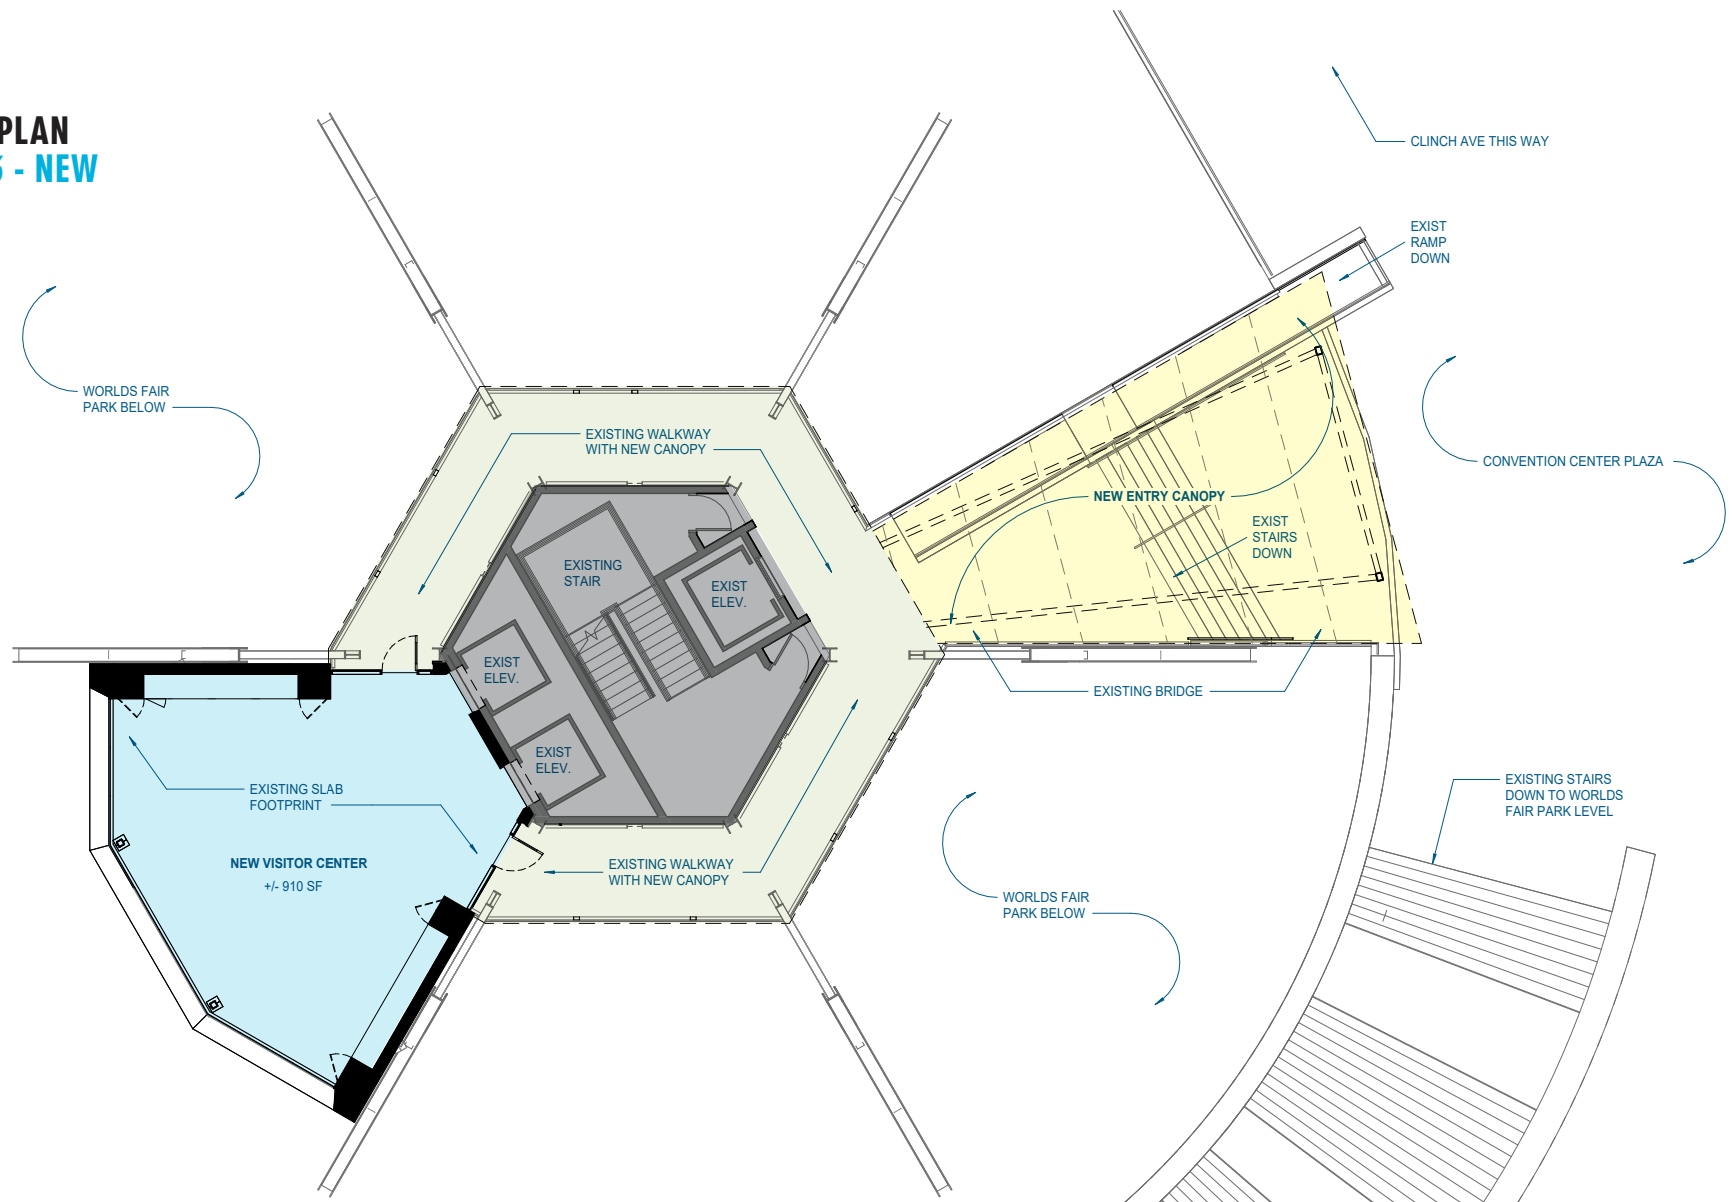 PLAN
- NEW
CLINCH AVE THIS WAY
EXIST
RAMP
DOWN
WORLDS FAIR
PARK BELOW
EXISTING WALKWAY
WITH NEW CANOPY
CONVENTION CENTER PLAZA
NEW ENTRY CANOPY
EXIST
STAIRS
DOWN
EXISTING
STAIR
EXIST
ELEV.
EXIST
ELEV.
EXISTING BRIDGE
EXIST
ELEV.
EXISTING SLAB
FOOTPRINT
EXISTING STAIRS
DOWN TO WORLDS
FAIR PARK LEVEL
NEW VISITOR CENTER
+/- 910 SF
EXISTING WALKWAY
WITH NEW CANOPY
WORLDS FAIR
PARK BELOW